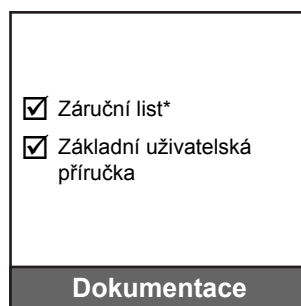 Záruční list*
Základní uživatelská
příručka
Dokumentace